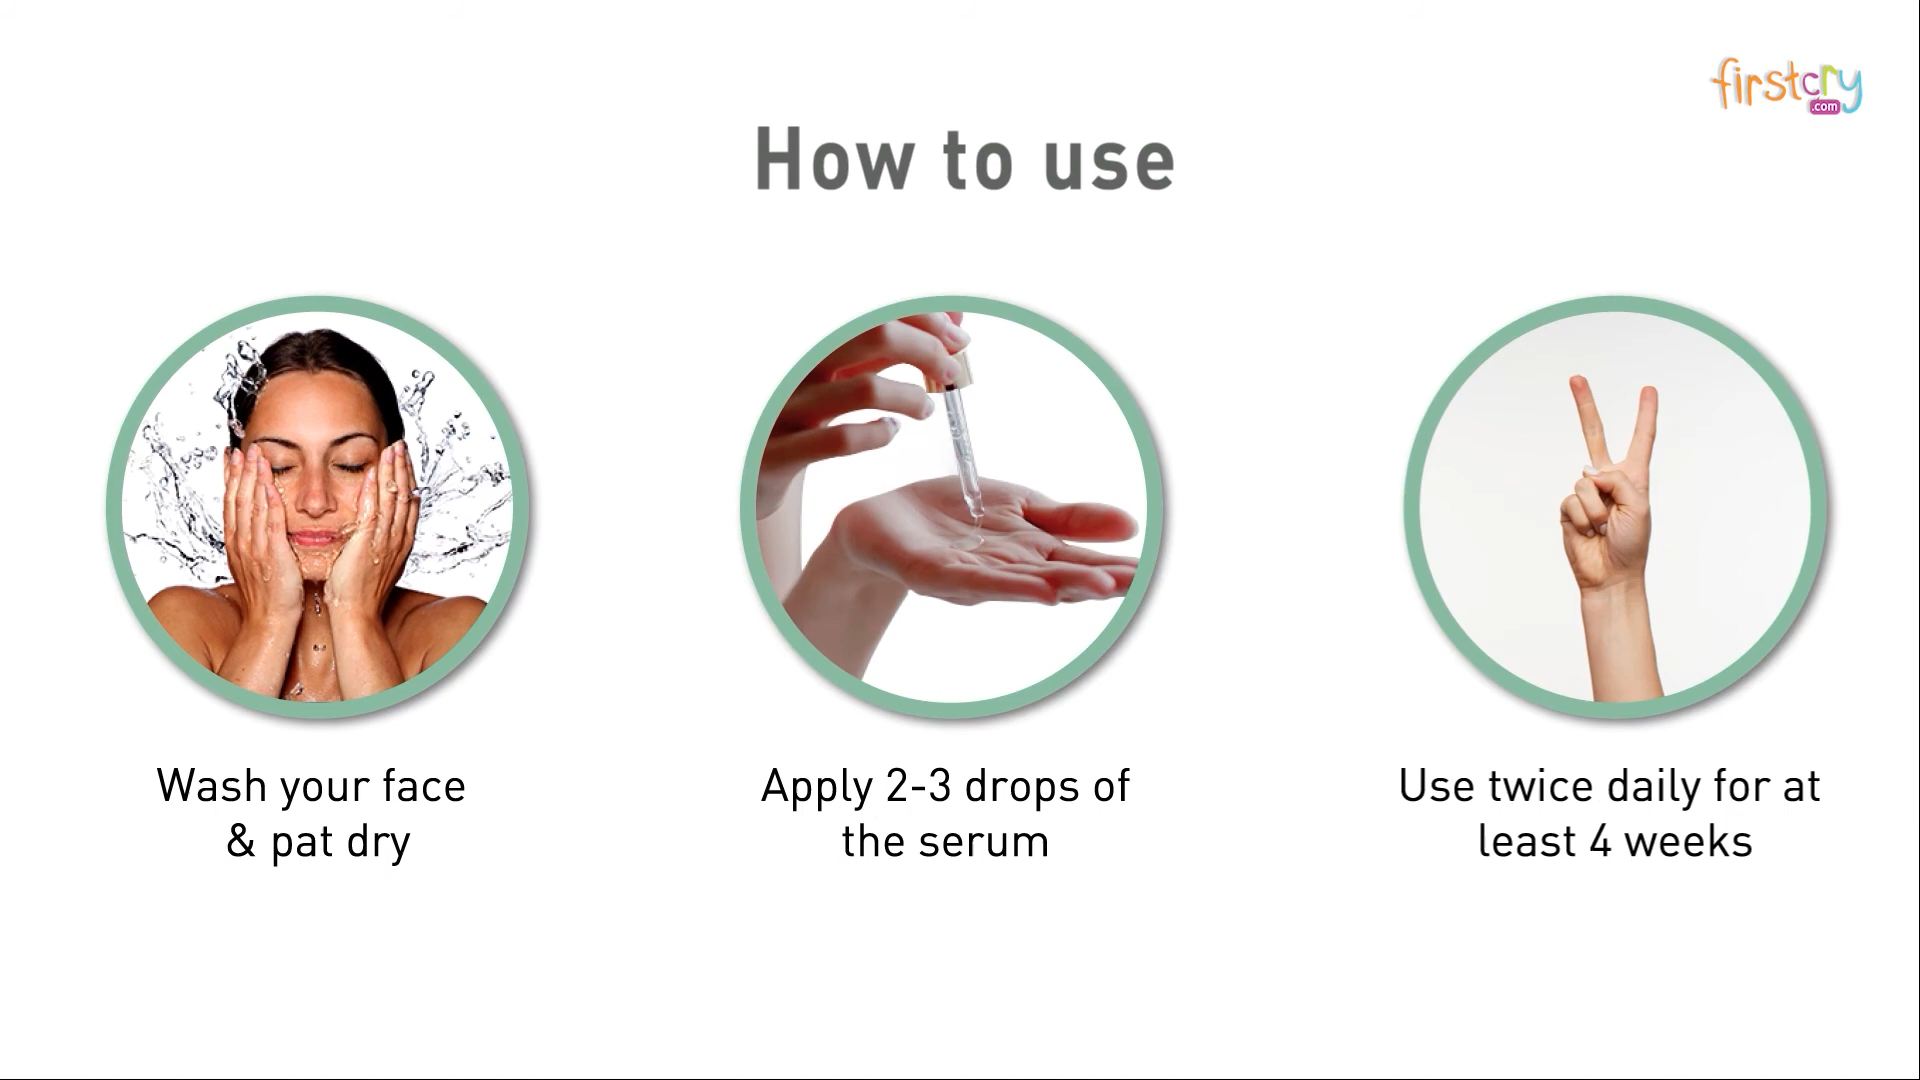 firstcry
.com
How to use
Wash your face
& pat dry
Apply 2-3 drops of
the serum
Use twice daily for at
least 4 weeks